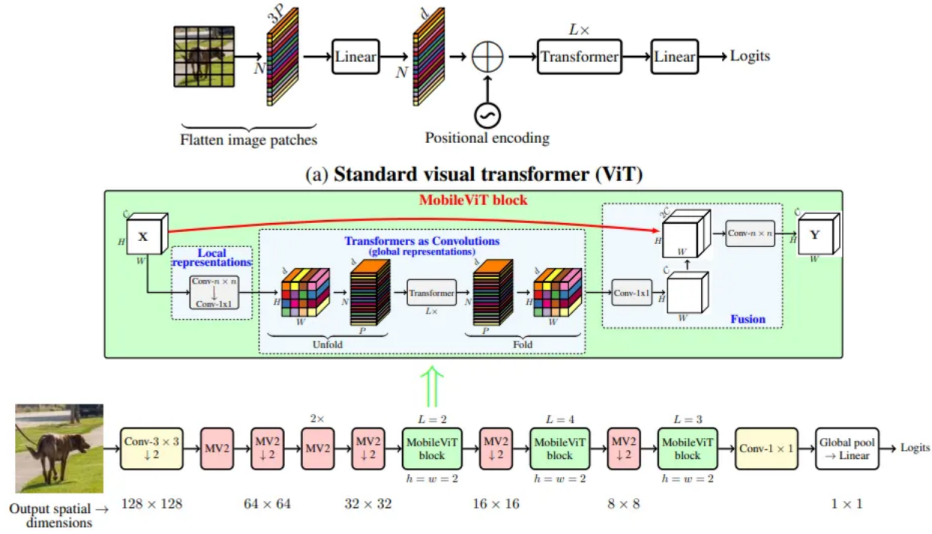 3P
N
Linear
d
N
L×
Transformer
Linear
Logits
Flatten image patches
Positional encoding
(a) Standard visual transformer (ViT)
MobileViT block
C
H
X
W
Local
representations
Conv-n × n
↓
Conv-1x1
Transformers as Convolutions
(global representations)
d
H
W
d
N
P
Unfold
Transformer
L×
d
N
P
d
H
W
Fold
Conv-1x1
C
H
W
2C
H
W
Conv-n × n
C
H
Y
W
Fusion
Conv-3 × 3
↓ 2
MV2
MV2
↓ 2
2×
MV2
MV2
↓ 2
L = 2
MobileViT
block
h = w = 2
MV2
↓ 2
L = 4
MobileViT
block
h = w = 2
MV2
↓ 2
L = 3
MobileViT
block
h = w = 2
Conv-1 × 1
Global pool
→ Linear
Logits
Output spatial →
dimensions
128 × 128
64 × 64
32 × 32
16 × 16
8 × 8
1 × 1